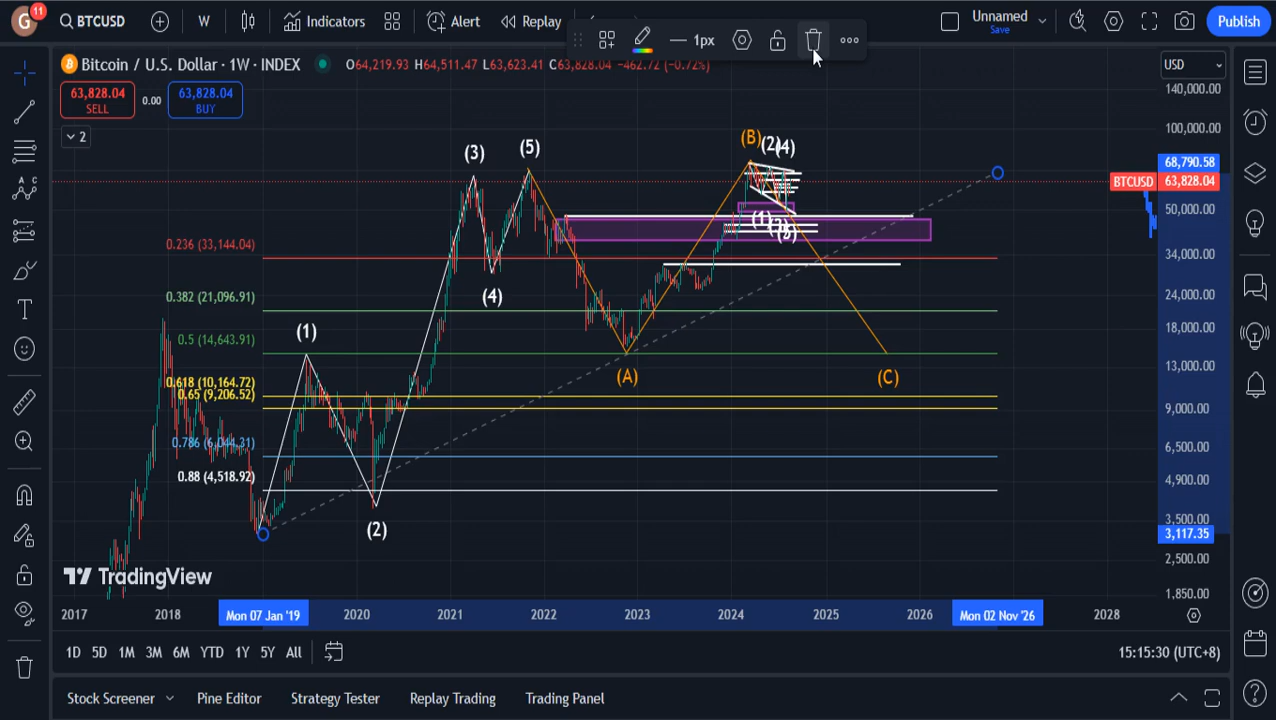 G 11 BTCUSD W Indicators Alert Replay Unnamed Save Publish
1px
Bitcoin / U.S. Dollar · 1W · INDEX O64,219.93 H64,511.47 L63,623.41 C63,828.04 −462.72 (−0.72%) USD
63,828.04 SELL 0.00 63,828.04 BUY
2
140,000.00
100,000.00
68,790.58
BTCUSD 63,828.04
50,000.00
34,000.00
24,000.00
18,000.00
13,000.00
9,000.00
6,500.00
4,900.00
3,500.00
3,117.35
2,500.00
1,850.00
(B)
(2)
(4)
(3)
(5)
(1)
0.236 (33,144.04)
0.382 (21,096.91)
(4)
(1)
0.5 (14,643.91)
(A)
(C)
0.618 (10,164.72)
0.65 (9,206.52)
0.786 (6,044.31)
0.88 (4,518.92)
(2)
TradingView
2017 2018 Mon 07 Jan '19 2020 2021 2022 2023 2024 2025 2026 Mon 02 Nov '26 2028
1D 5D 1M 3M 6M YTD 1Y 5Y All 15:15:30 (UTC+8)
Stock Screener Pine Editor Strategy Tester Replay Trading Trading Panel